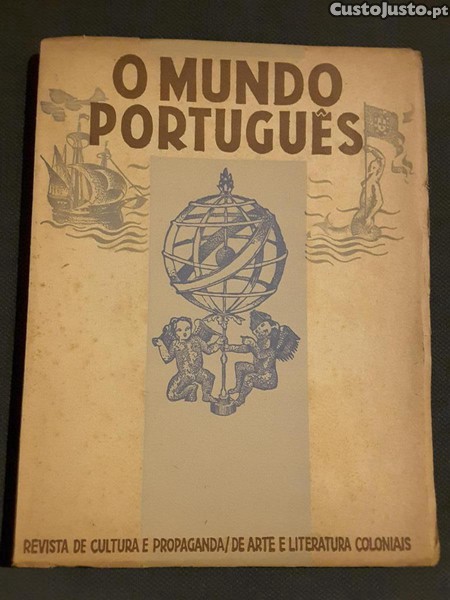 CustoJusto.pt
O MUNDO
PORTUGUÊS
REVISTA DE CULTURA E PROPAGANDA/DE ARTE E LITERATURA COLONIAIS